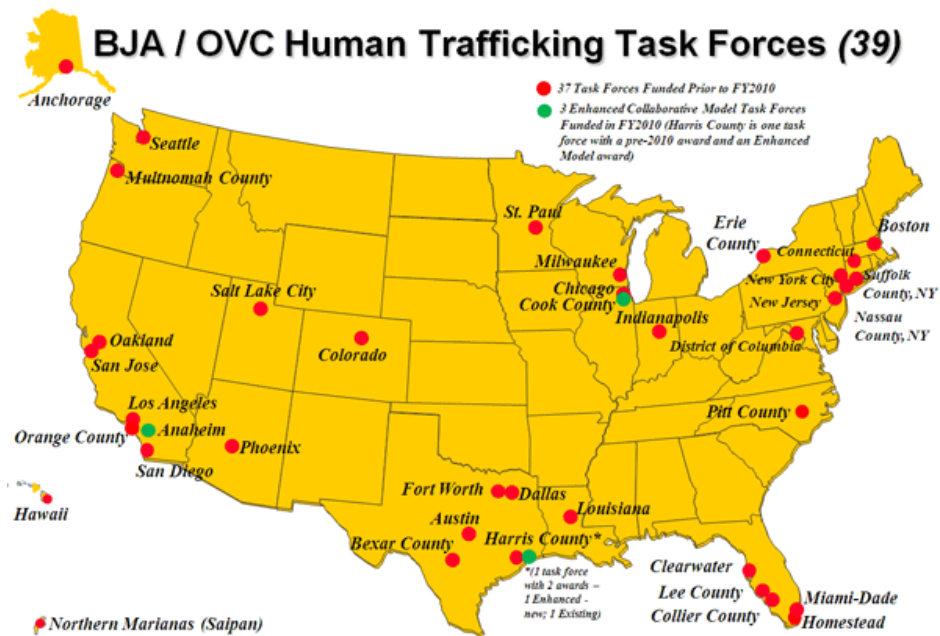 BJA / OVC Human Trafficking Task Forces (39)
37 Task Forces Funded Prior to FY2010
3 Enhanced Collaborative Model Task Forces
Funded in FY2010 (Harris County is one task
force with a pre-2010 award and an Enhanced
Model award)
Anchorage
Seattle
Multnomah County
St. Paul
Erie
County
Boston
Connecticut
Milwaukee
Chicago
Cook County
New York City
Suffolk
County, NY
New Jersey
Nassau
County, NY
Salt Lake City
Indianapolis
District of Columbia
Oakland
San Jose
Colorado
Los Angeles
Orange County
Anaheim
San Diego
Phoenix
Pitt County
Fort Worth
Dallas
Louisiana
Austin
Bexar County
Harris County*
*(1 task force
with 2 awards –
1 Enhanced -
new; 1 Existing)
Hawaii
Clearwater
Lee County
Collier County
Miami-Dade
Homestead
Northern Marianas (Saipan)